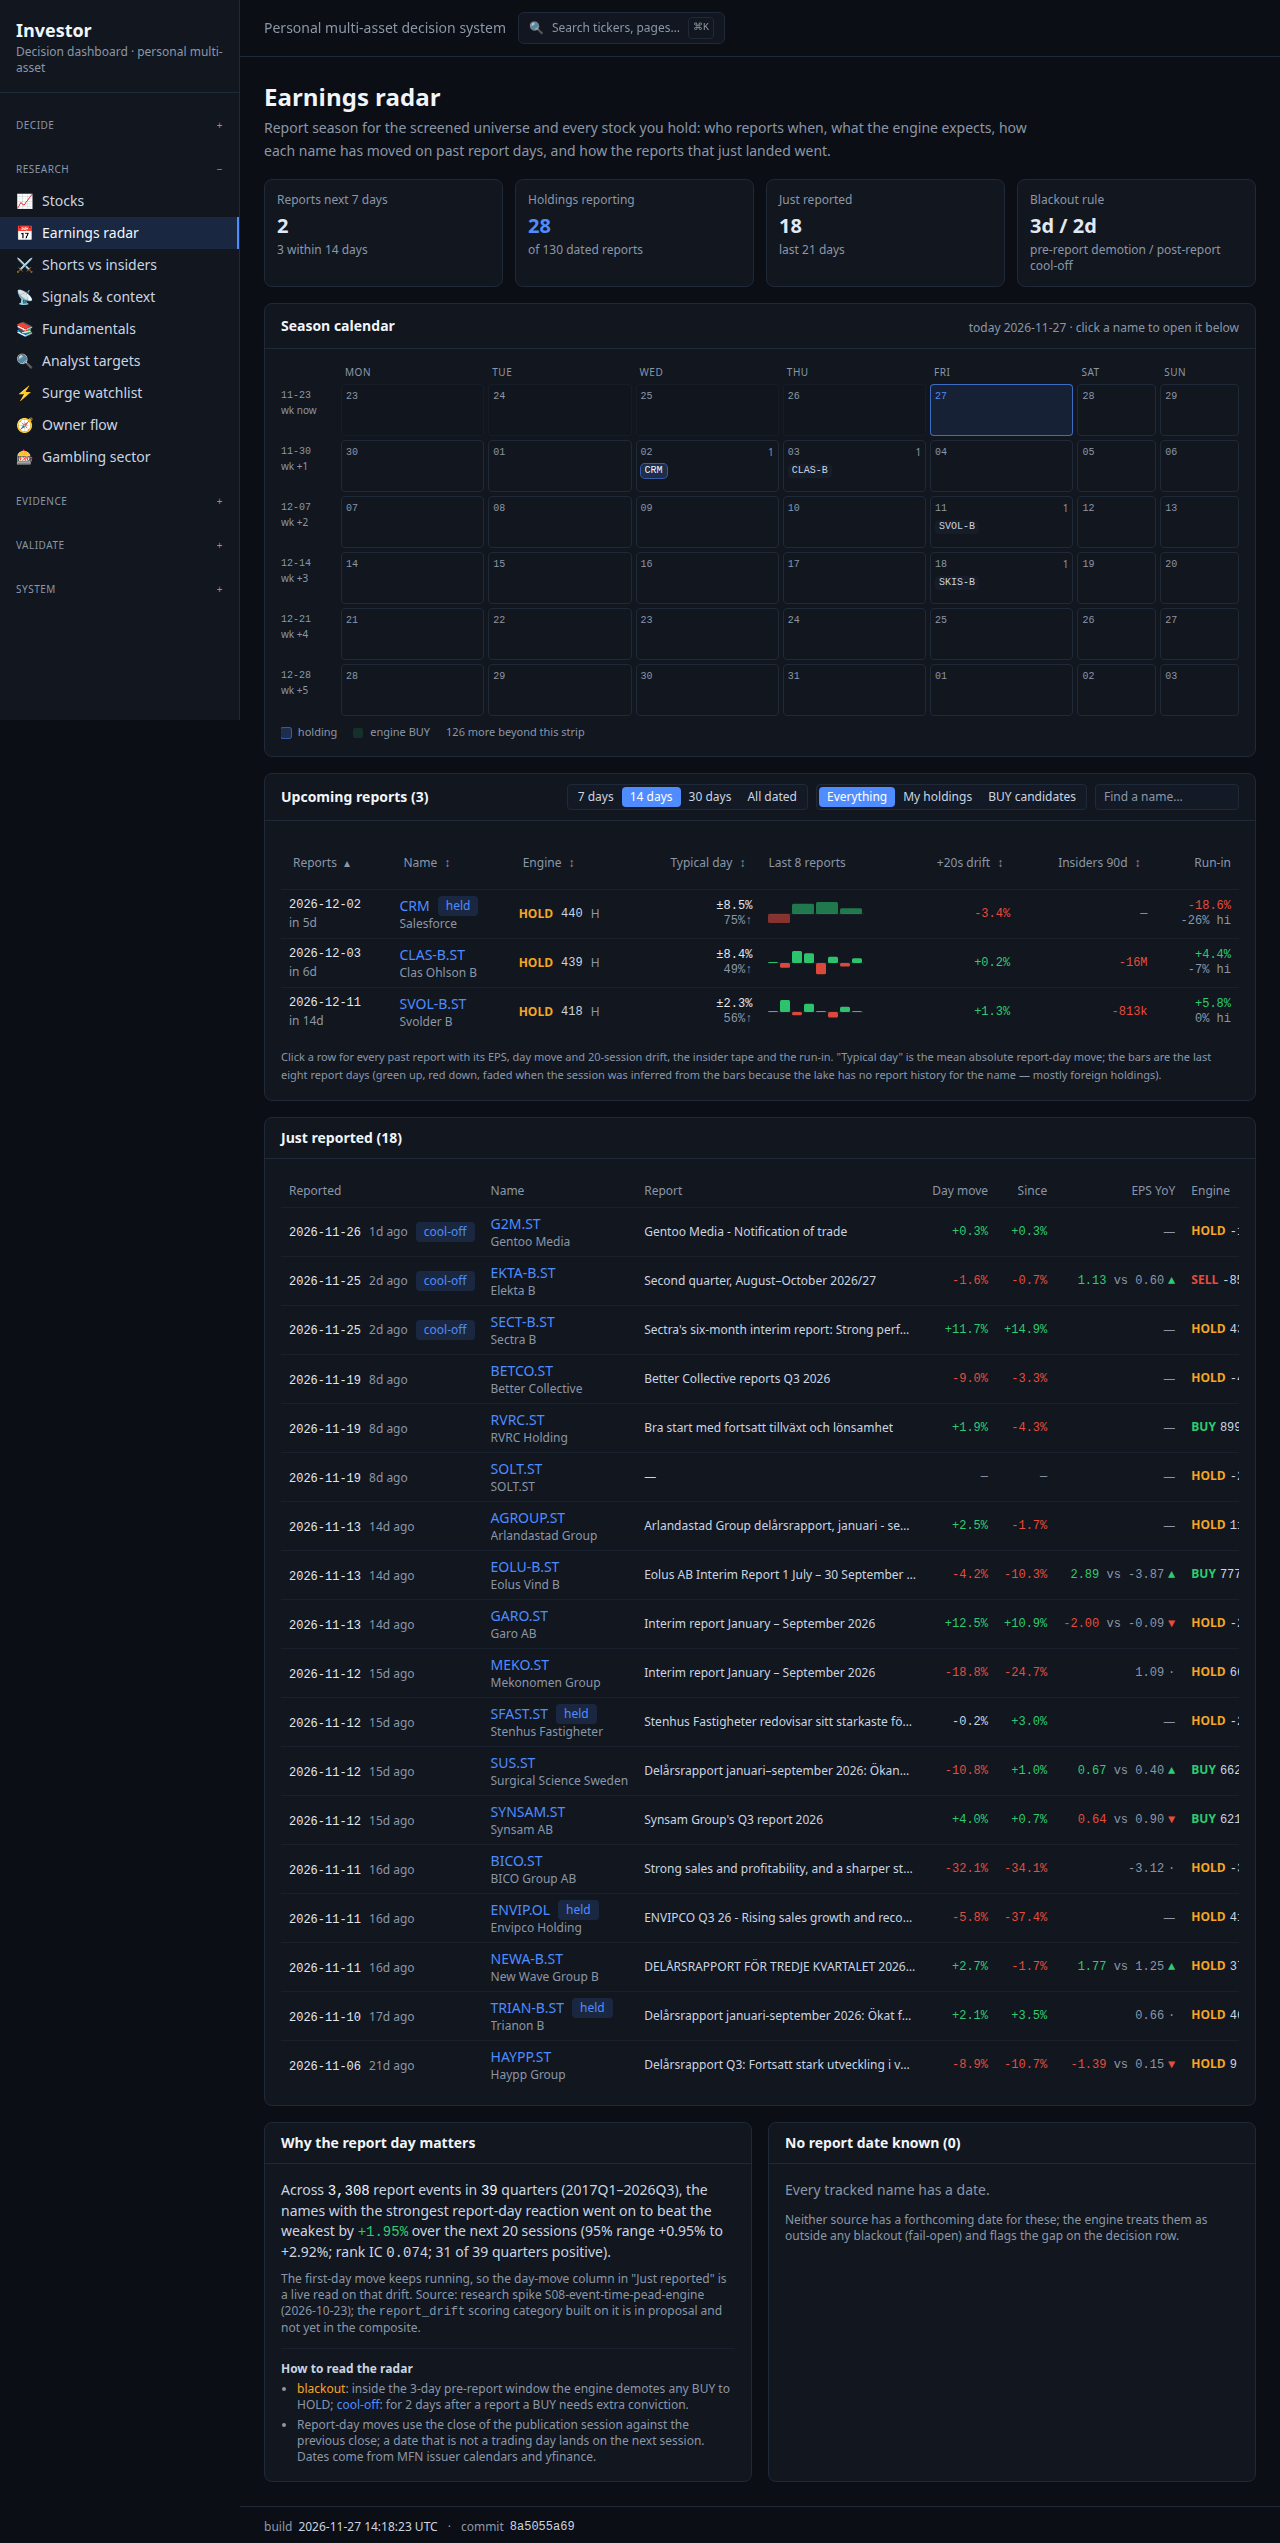 Investor
Decision dashboard · personal multi-
asset
DECIDE +
RESEARCH −
Stocks
Earnings radar
Shorts vs insiders
Signals & context
Fundamentals
Analyst targets
Surge watchlist
Owner flow
Gambling sector
EVIDENCE +
VALIDATE +
SYSTEM +
Personal multi-asset decision system
Search tickers, pages... ⌘K
Earnings radar
Report season for the screened universe and every stock you hold: who reports when, what the engine expects, how
each name has moved on past report days, and how the reports that just landed went.
Reports next 7 days
2
3 within 14 days
Holdings reporting
28
of 130 dated reports
Just reported
18
last 21 days
Blackout rule
3d / 2d
pre-report demotion / post-report
cool-off
Season calendar
today 2026-11-27 · click a name to open it below
MON TUE WED THU FRI SAT SUN
11-23 23 24 25 26 27 28 29
wk now
11-30 30 01 02 1 03 1 04 05 06
wk +1 CRM CLAS-B
12-07 07 08 09 10 11 1 12 13
wk +2 SVOL-B
12-14 14 15 16 17 18 1 19 20
wk +3 SKIS-B
12-21 21 22 23 24 25 26 27
wk +4
12-28 28 29 30 31 01 02 03
wk +5
holding engine BUY 126 more beyond this strip
Upcoming reports (3)
7 days 14 days 30 days All dated
Everything My holdings BUY candidates
Find a name...
Reports ▲ Name ↕ Engine ↕ Typical day ↕ Last 8 reports +20s drift ↕ Insiders 90d ↕ Run-in
2026-12-02 CRM held HOLD 440 H ±8.5% -3.4% — -18.6%
in 5d Salesforce 75%↑ -26% hi
2026-12-03 CLAS-B.ST HOLD 439 H ±8.4% +0.2% -16M +4.4%
in 6d Clas Ohlson B 49%↑ -7% hi
2026-12-11 SVOL-B.ST HOLD 418 H ±2.3% +1.3% -813k +5.8%
in 14d Svolder B 56%↑ 0% hi
Click a row for every past report with its EPS, day move and 20-session drift, the insider tape and the run-in. "Typical day" is the mean absolute report-day move; the bars are the last
eight report days (green up, red down, faded when the session was inferred from the bars because the lake has no report history for the name — mostly foreign holdings).
Just reported (18)
Reported Name Report Day move Since EPS YoY Engine
2026-11-26 1d ago cool-off G2M.ST Gentoo Media - Notification of trade +0.3% +0.3% — HOLD
Gentoo Media
2026-11-25 2d ago cool-off EKTA-B.ST Second quarter, August–October 2026/27 -1.6% -0.7% 1.13 vs 0.60 ▲ SELL
Elekta B
2026-11-25 2d ago cool-off SECT-B.ST Sectra's six-month interim report: Strong perf... +11.7% +14.9% — HOLD
Sectra B
2026-11-19 8d ago BETCO.ST Better Collective reports Q3 2026 -9.0% -3.3% — HOLD
Better Collective
2026-11-19 8d ago RVRC.ST Bra start med fortsatt tillväxt och lönsamhet +1.9% -4.3% — BUY 899
RVRC Holding
2026-11-19 8d ago SOLT.ST — — — — HOLD
SOLT.ST
2026-11-13 14d ago AGROUP.ST Arlandastad Group delårsrapport, januari - se... +2.5% -1.7% — HOLD
Arlandastad Group
2026-11-13 14d ago EOLU-B.ST Eolus AB Interim Report 1 July – 30 September ... -4.2% -10.3% 2.89 vs -3.87 ▲ BUY 777
Eolus Vind B
2026-11-13 14d ago GARO.ST Interim report January – September 2026 +12.5% +10.9% -2.00 vs -0.09 ▼ HOLD
Garo AB
2026-11-12 15d ago MEKO.ST Interim report January – September 2026 -18.8% -24.7% 1.09 · HOLD
Mekonomen Group
2026-11-12 15d ago SFAST.ST held Stenhus Fastigheter redovisar sitt starkaste fö... -0.2% +3.0% — HOLD
Stenhus Fastigheter
2026-11-12 15d ago SUS.ST Delårsrapport januari–september 2026: Ökan... -10.8% +1.0% 0.67 vs 0.40 ▲ BUY 662
Surgical Science Sweden
2026-11-12 15d ago SYNSAM.ST Synsam Group's Q3 report 2026 +4.0% +0.7% 0.64 vs 0.90 ▼ BUY 621
Synsam AB
2026-11-11 16d ago BICO.ST Strong sales and profitability, and a sharper st... -32.1% -34.1% -3.12 · HOLD
BICO Group AB
2026-11-11 16d ago ENVIP.OL held ENVIPCO Q3 26 - Rising sales growth and reco... -5.8% -37.4% — HOLD
Envipco Holding
2026-11-11 16d ago NEWA-B.ST DELÅRSRAPPORT FÖR TREDJE KVARTALET 2026... +2.7% -1.7% 1.77 vs 1.25 ▲ HOLD
New Wave Group B
2026-11-10 17d ago TRIAN-B.ST held Delårsrapport januari-september 2026: Ökat f... +2.1% +3.5% 0.66 · HOLD
Trianon B
2026-11-06 21d ago HAYPP.ST Delårsrapport Q3: Fortsatt stark utveckling i v... -8.9% -10.7% -1.39 vs 0.15 ▼ HOLD 9
Haypp Group
Why the report day matters
Across 3,308 report events in 39 quarters (2017Q1–2026Q3), the
names with the strongest report-day reaction went on to beat the
weakest by +1.95% over the next 20 sessions (95% range +0.95% to
+2.92%; rank IC 0.074; 31 of 39 quarters positive).
The first-day move keeps running, so the day-move column in "Just reported" is
a live read on that drift. Source: research spike S08-event-time-pead-engine
(2026-10-23); the report_drift scoring category built on it is in proposal and
not yet in the composite.
How to read the radar
• blackout: inside the 3-day pre-report window the engine demotes any BUY to
HOLD; cool-off: for 2 days after a report a BUY needs extra conviction.
• Report-day moves use the close of the publication session against the
previous close; a date that is not a trading day lands on the next session.
Dates come from MFN issuer calendars and yfinance.
No report date known (0)
Every tracked name has a date.
Neither source has a forthcoming date for these; the engine treats them as
outside any blackout (fail-open) and flags the gap on the decision row.
build 2026-11-27 14:18:23 UTC · commit 8a5055a69